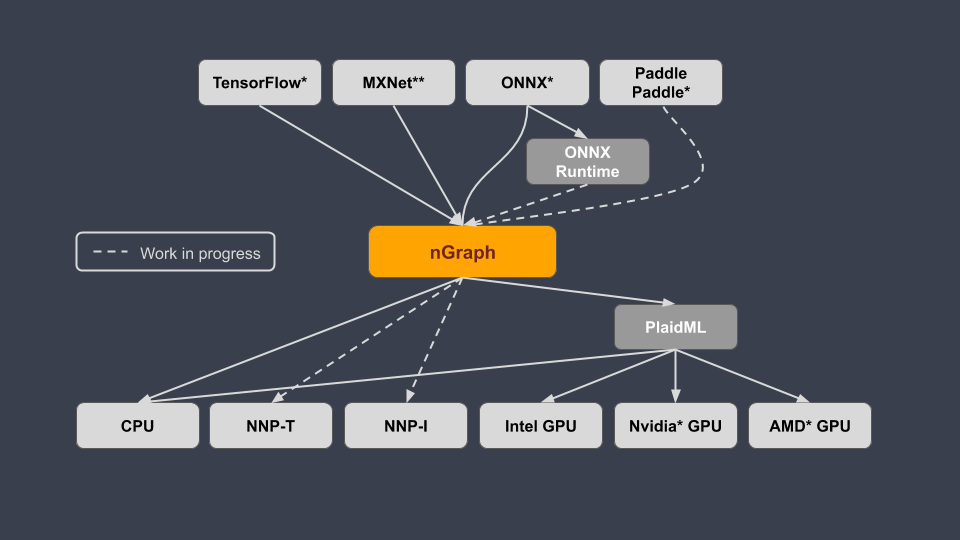 TensorFlow*
MXNet**
ONNX*
Paddle
Paddle*
ONNX
Runtime
Work in progress
nGraph
PlaidML
CPU
NNP-T
NNP-I
Intel GPU
Nvidia* GPU
AMD* GPU